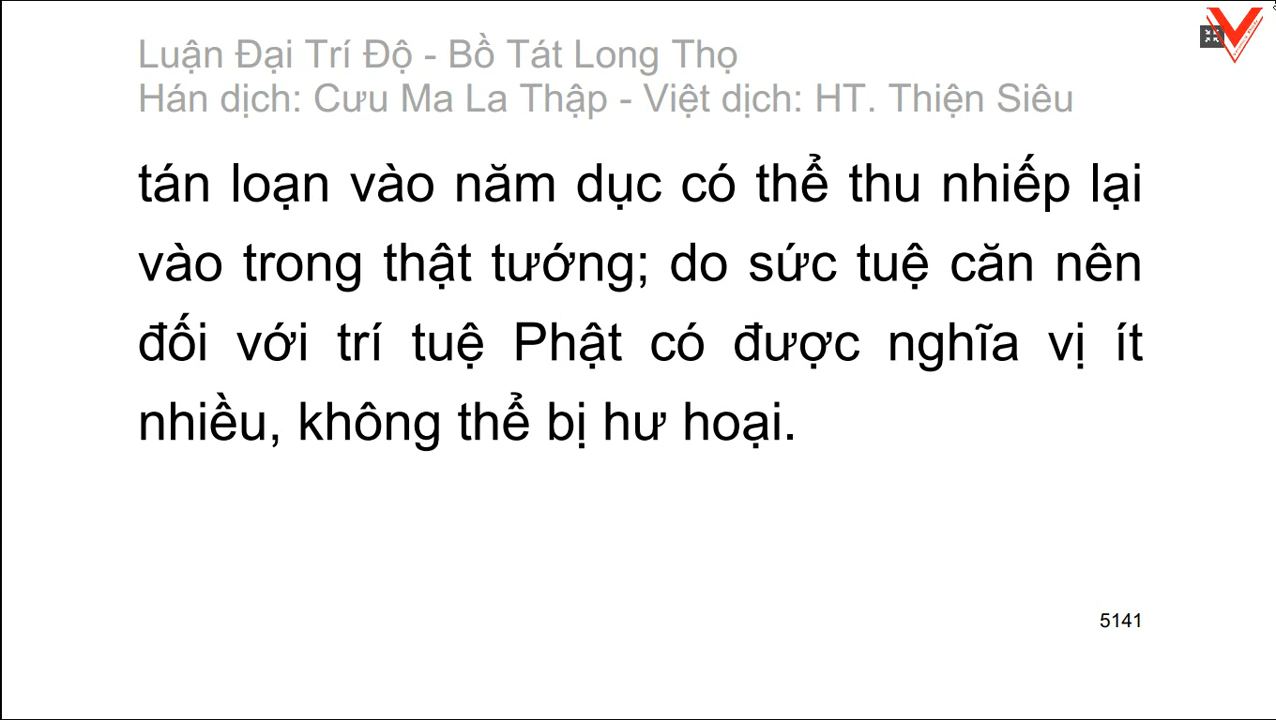 Luận Đại Trí Độ - Bồ Tát Long Thọ
Hán dịch: Cưu Ma La Thập - Việt dịch: HT. Thiện Siêu
tán loạn vào năm dục có thể thu nhiếp lại
vào trong thật tướng; do sức tuệ căn nên
đối với trí tuệ Phật có được nghĩa vị ít
nhiều, không thể bị hư hoại.
5141